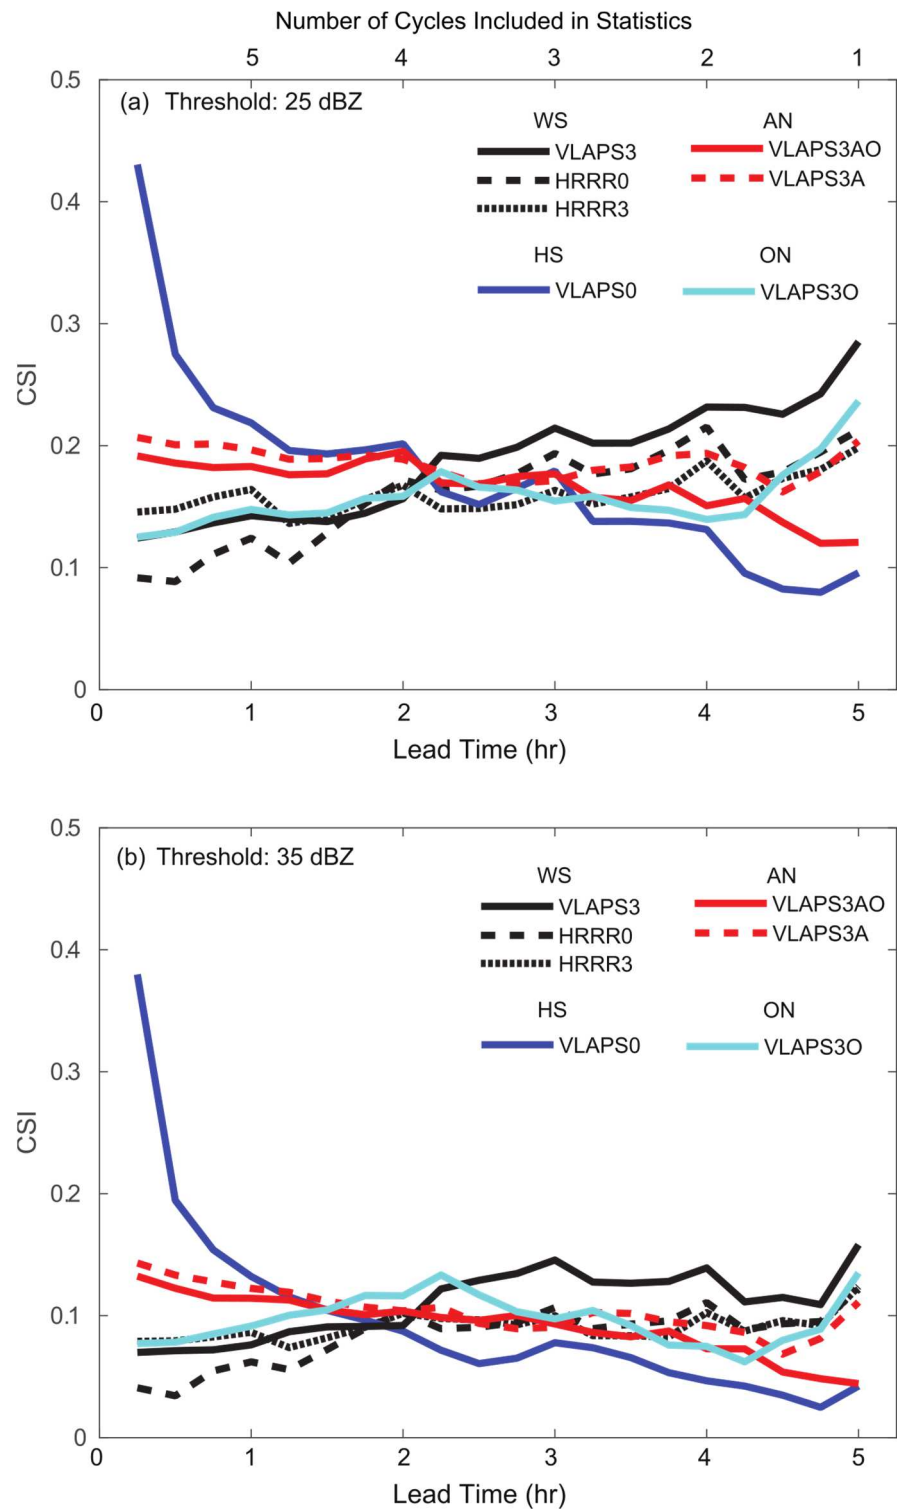 Number of Cycles Included in Statistics
5 4 3 2 1
(a) Threshold: 25 dBZ
WS AN
VLAPS3 VLAPS3AO
HRRR0 VLAPS3A
HRRR3
HS ON
VLAPS0 VLAPS3O
0.5
0.4
0.3
0.2
0.1
0
CSI
0 1 2 3 4 5
Lead Time (hr)
(b) Threshold: 35 dBZ
WS AN
VLAPS3 VLAPS3AO
HRRR0 VLAPS3A
HRRR3
HS ON
VLAPS0 VLAPS3O
0.5
0.4
0.3
0.2
0.1
0
CSI
0 1 2 3 4 5
Lead Time (hr)